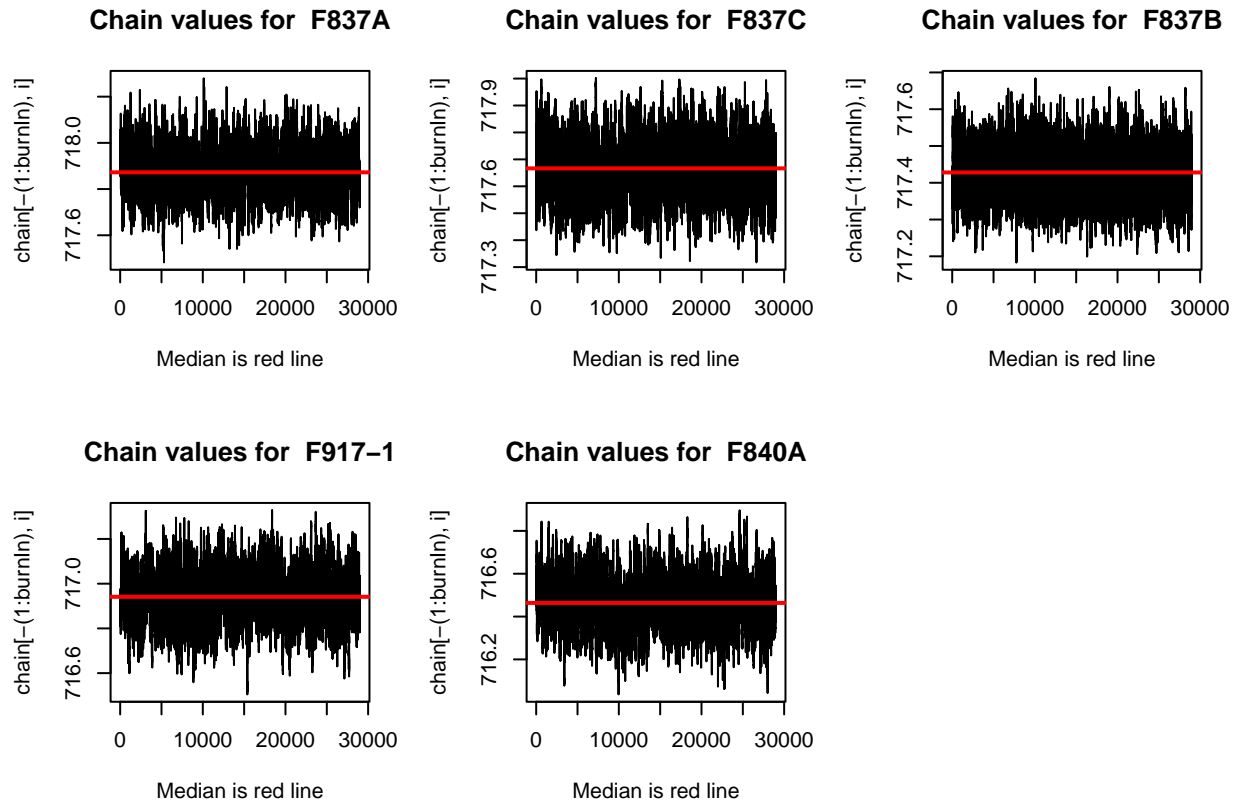 Chain values for F837A
chain[−(1:burnIn), i]
717.6 718.0
0 10000 20000 30000
Median is red line
Chain values for F837C
chain[−(1:burnIn), i]
717.3 717.6 717.9
0 10000 20000 30000
Median is red line
Chain values for F837B
chain[−(1:burnIn), i]
717.2 717.4 717.6
0 10000 20000 30000
Median is red line
Chain values for F917−1
chain[−(1:burnIn), i]
716.6 717.0
0 10000 20000 30000
Median is red line
Chain values for F840A
chain[−(1:burnIn), i]
716.2 716.6
0 10000 20000 30000
Median is red line